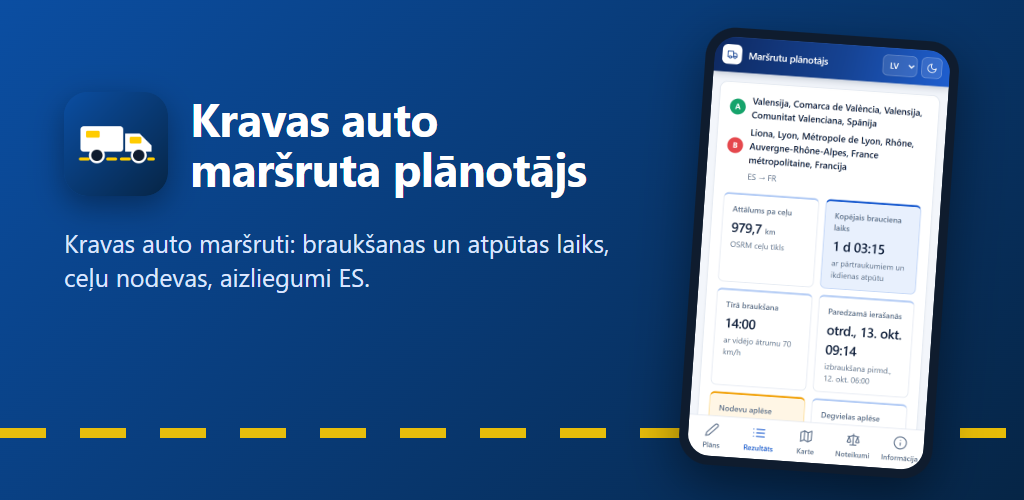 Kravas auto
maršruta plānotājs
Kravas auto maršruti: braukšanas un atpūtas laiks,
ceļu nodevas, aizliegumi ES.
Maršrutu plānotājs
LV
A
Valensija, Comarca de València, Valensija,
Comunitat Valenciana, Spānija
B
Liona, Lyon, Métropole de Lyon, Rhône,
Auvergne-Rhône-Alpes, France
métropolitaine, Francija
ES → FR
Attālums pa ceļu
979,7 km
OSRM ceļu tīkls
Kopējais brauciena
laiks
1 d 03:15
ar pārtraukumiem un
ikdienas atpūtu
Tīrā braukšana
14:00
ar vidējo ātrumu 70
km/h
Paredzamā ierašanās
otrd., 13. okt.
09:14
izbraukšana pirmd.,
12. okt. 06:00
Nodevu aplēse
Degvielas aplēse
Plāns
Rezultāts
Karte
Noteikumi
Informācija